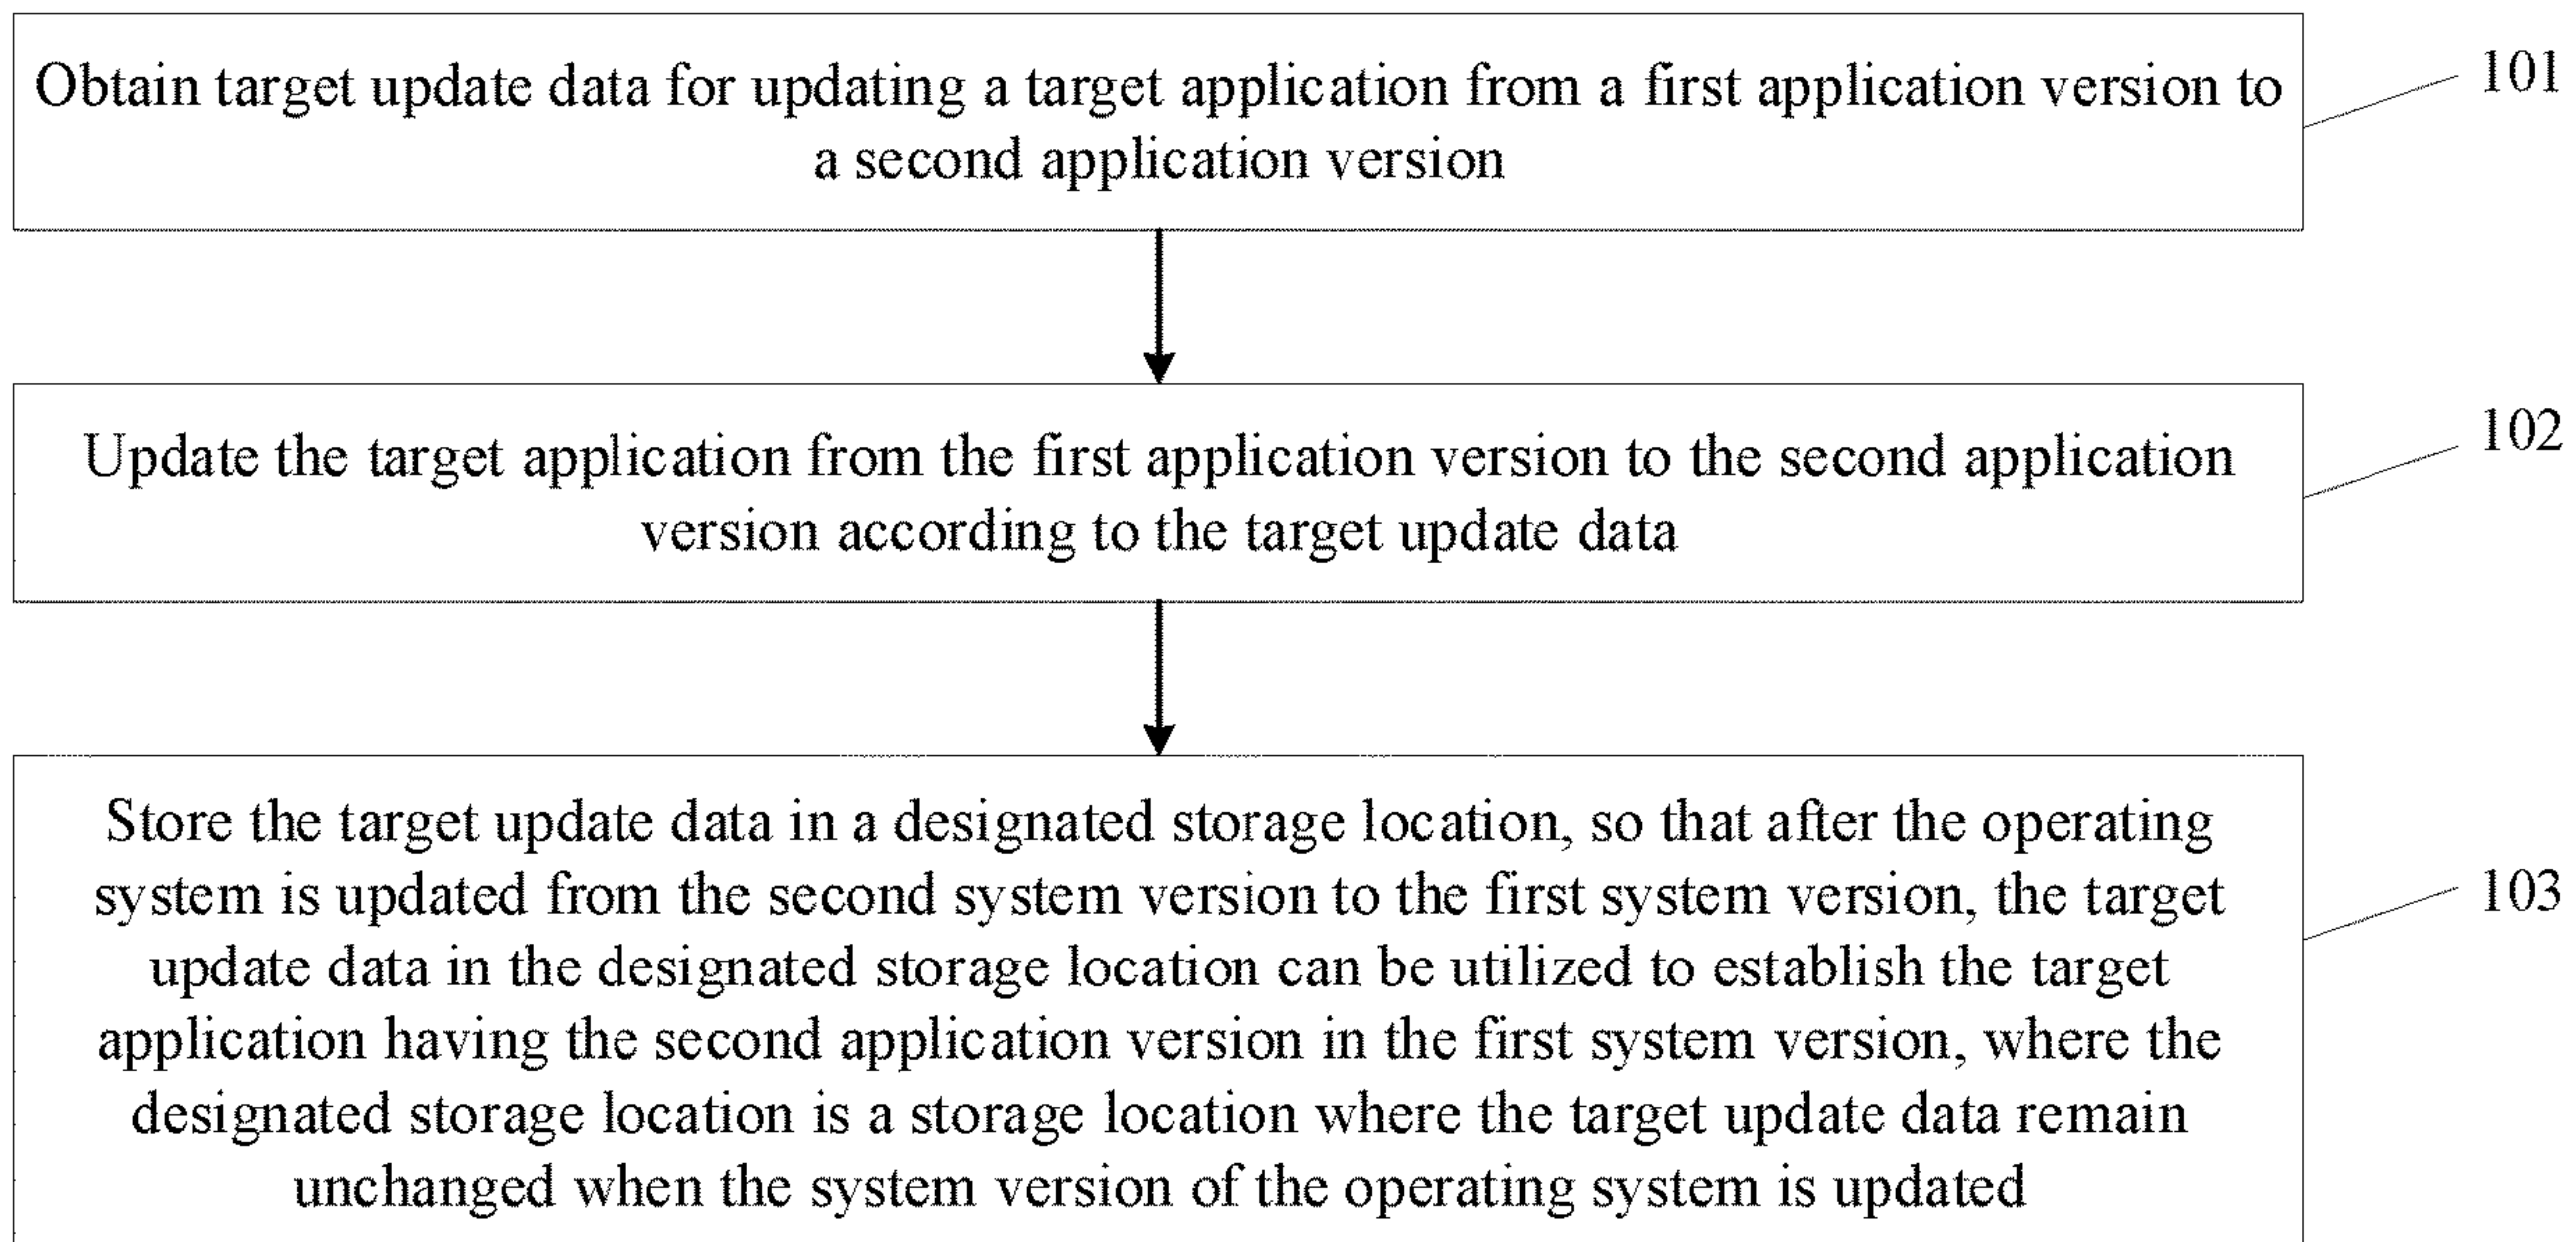 Obtain target update data for updating a target application from a first application version to
a second application version
101
Update the target application from the first application version to the second application
version according to the target update data
102
Store the target update data in a designated storage location, so that after the operating
system is updated from the second system version to the first system version, the target
update data in the designated storage location can be utilized to establish the target
application having the second application version in the first system version, where the
designated storage location is a storage location where the target update data remain
unchanged when the system version of the operating system is updated
103